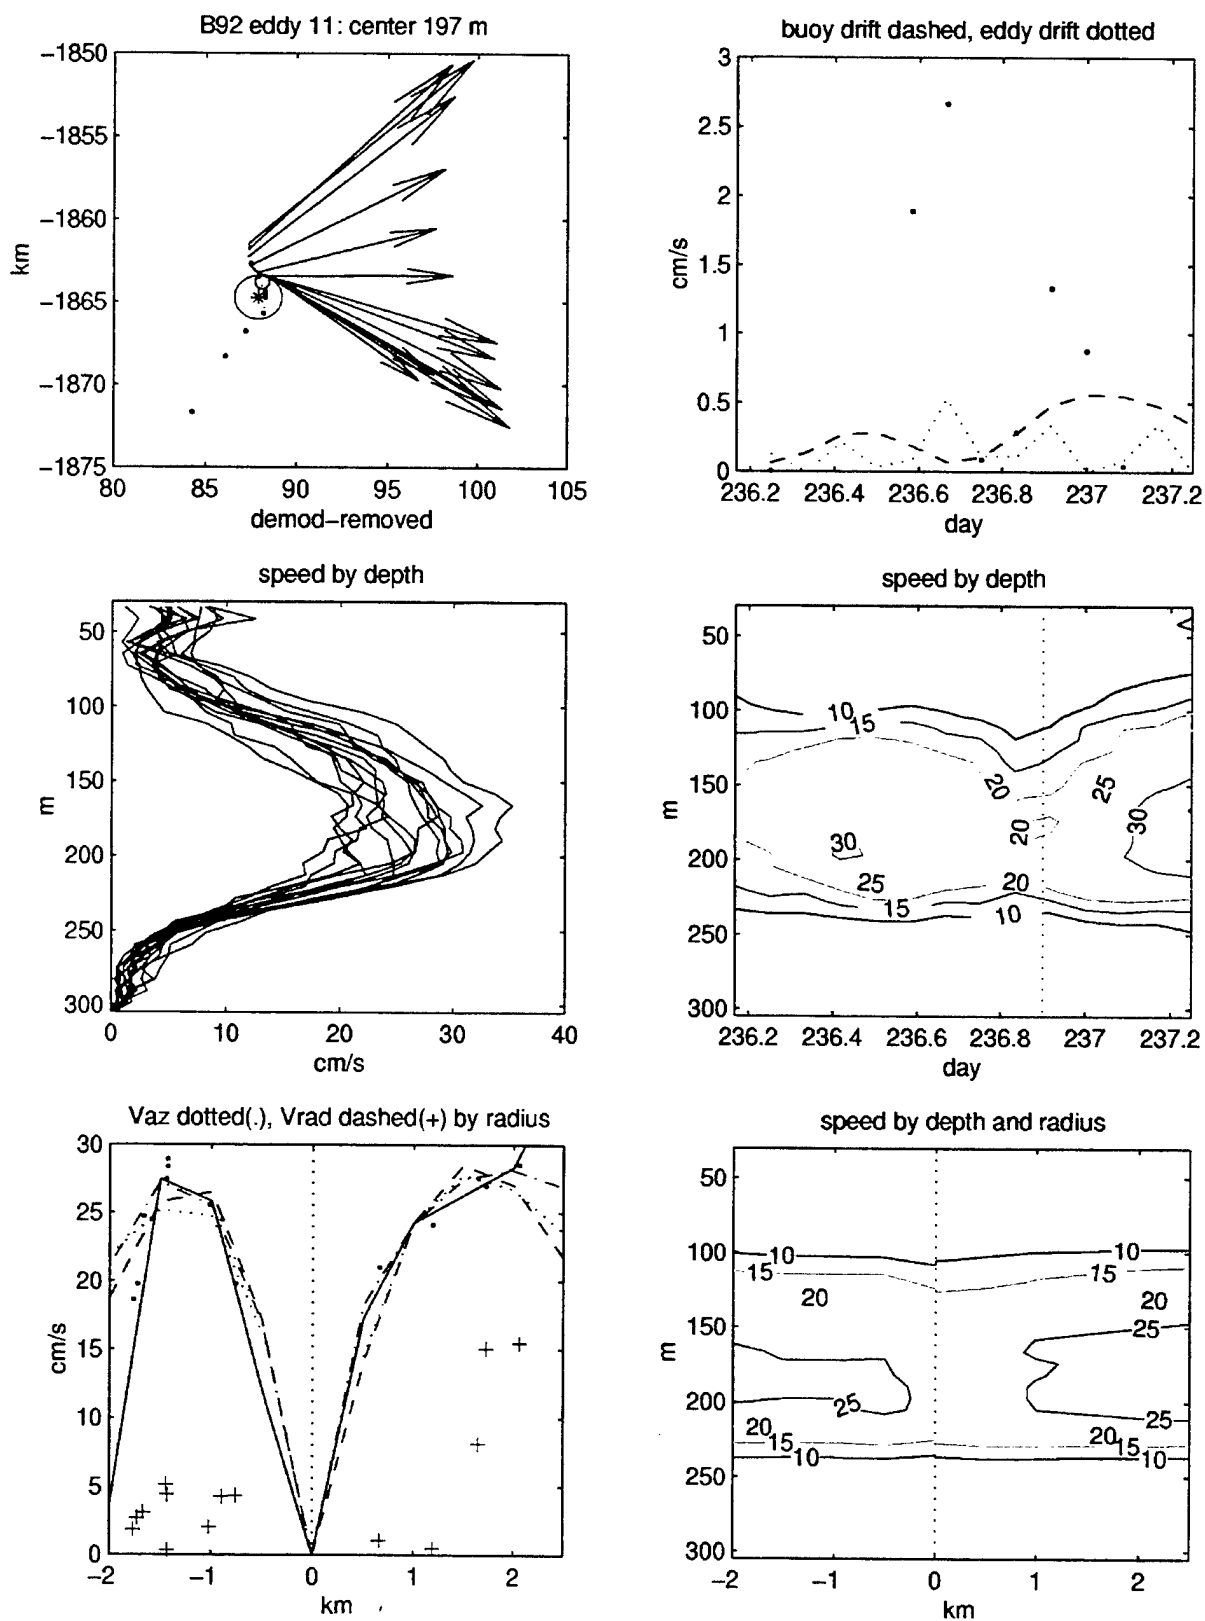 B92 eddy 11: center 197 m
−1850
−1855
−1860
−1865
−1870
−1875
km
80 85 90 95 100 105
demod−removed
buoy drift dashed, eddy drift dotted
3
2.5
2
1.5
1
0.5
0
cm/s
236.2 236.4 236.6 236.8 237 237.2
day
speed by depth
50
100
150
200
250
300
m
0 10 20 30 40
cm/s
speed by depth
50
100
150
200
250
300
m
10
15
20
25
30
20
30
25
20
15
10
236.2 236.4 236.6 236.8 237 237.2
day
Vaz dotted(.), Vrad dashed(+) by radius
30
25
20
15
10
5
0
cm/s
−2 −1 0 1 2
km
speed by depth and radius
50
100
150
200
250
300
m
10 10
15 15
20 20
25
25 25
20 20
15 15
10 10
−2 −1 0 1 2
km